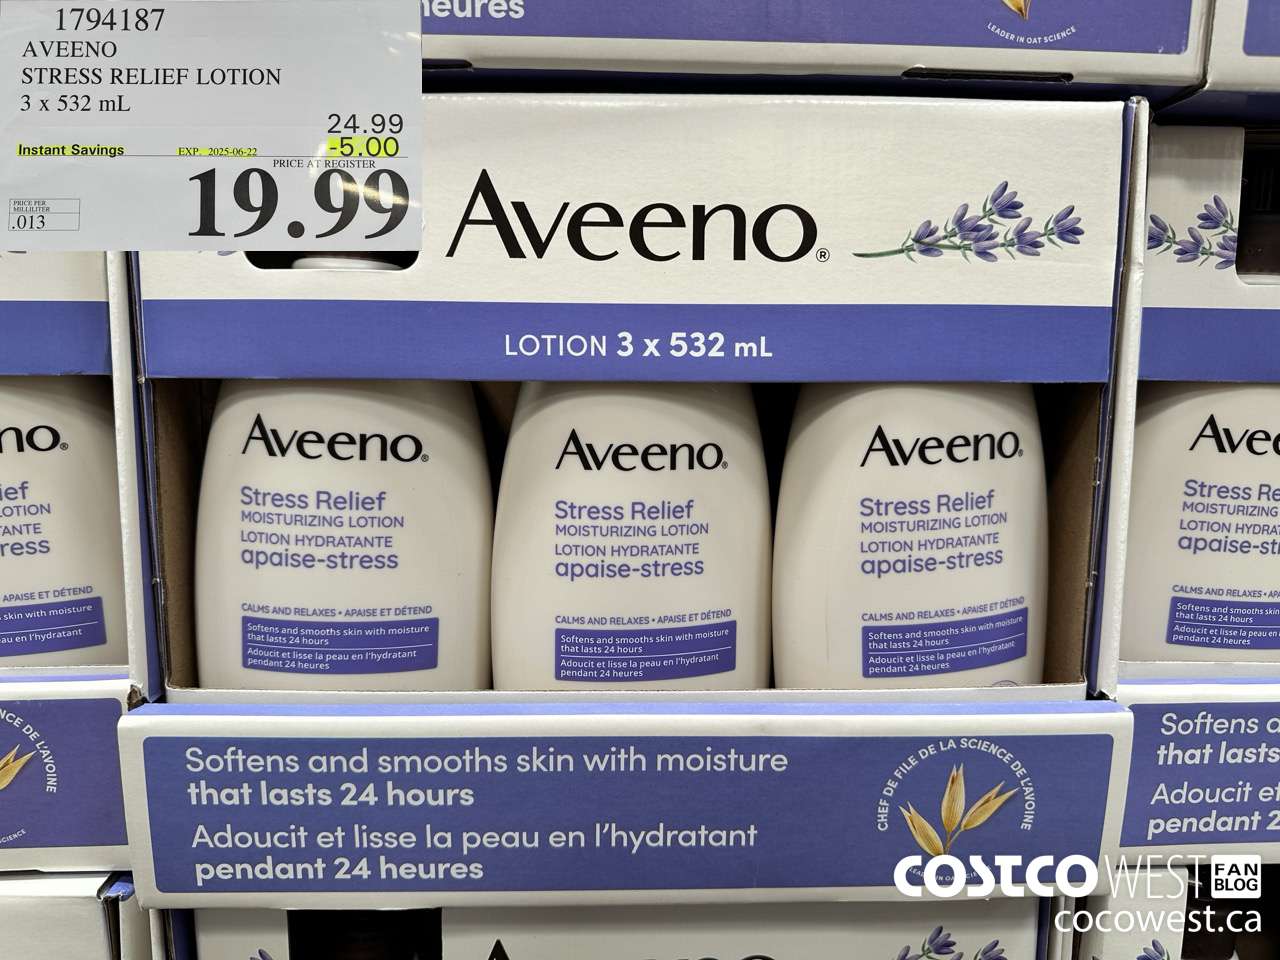 1794187
AVEENO
STRESS RELIEF LOTION
3 x 532 mL
24.99
Instant Savings EXP. 2025-06-22 -5.00
PRICE AT REGISTER
19.99
PRICE PER
MILLILITER
.013
heures
LEADER IN OAT SCIENCE
Aveeno®
LOTION 3 x 532 mL
Aveeno®
Stress Relief
MOISTURIZING LOTION
LOTION HYDRATANTE
apaise-stress
CALMS AND RELAXES • APAISE ET DÉTEND
Softens and smooths skin with moisture
that lasts 24 hours
Adoucit et lisse la peau en l'hydratant
pendant 24 heures
Aveeno®
Stress Relief
MOISTURIZING LOTION
LOTION HYDRATANTE
apaise-stress
CALMS AND RELAXES • APAISE ET DÉTEND
Softens and smooths skin with moisture
that lasts 24 hours
Adoucit et lisse la peau en l'hydratant
pendant 24 heures
Aveeno®
Stress Relief
MOISTURIZING LOTION
LOTION HYDRATANTE
apaise-stress
CALMS AND RELAXES • APAISE ET DÉTEND
Softens and smooths skin with moisture
that lasts 24 hours
Adoucit et lisse la peau en l'hydratant
pendant 24 heures
Softens and smooths skin with moisture
that lasts 24 hours
Adoucit et lisse la peau en l'hydratant
pendant 24 heures
CHEF DE FILE DE LA SCIENCE DE L'AVOINE
COSTCO WEST FAN BLOG
cocowest.ca